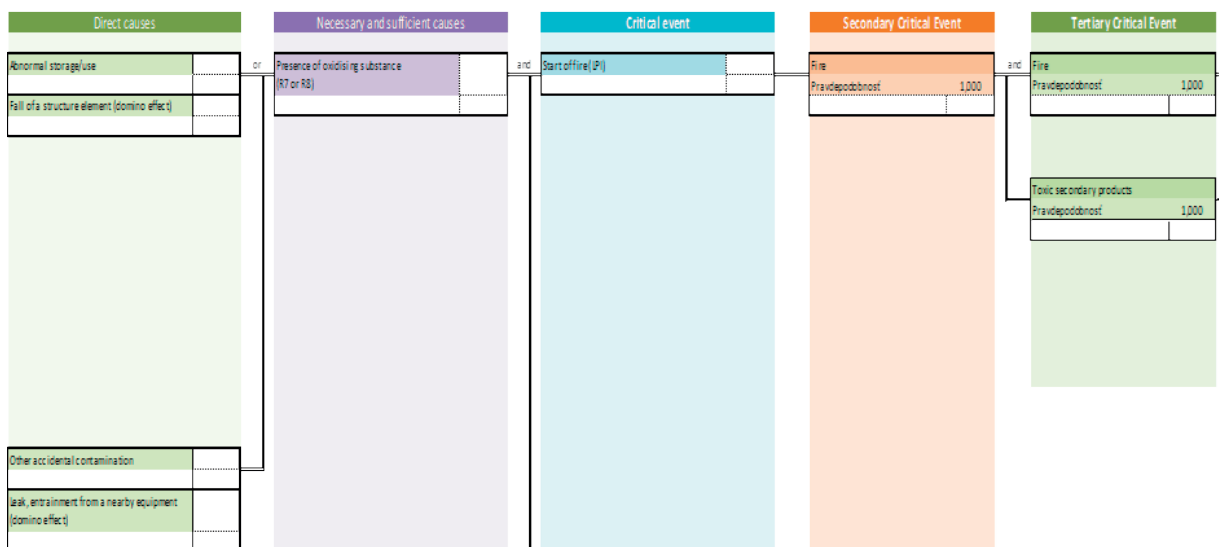 Direct causes
Necessary and sufficient causes
Critical event
Secondary Critical Event
Tertiary Critical Event
Abnormal storage/use
or
Presence of oxidising substance
(R7 or R8)
and
Start of fire (LPI)
Fire
Pravdepodobnosť 1,000
and
Fire
Pravdepodobnosť 1,000
Fall of a structure element (domino effect)
Toxic secondary products
Pravdepodobnosť 1,000
Other accidental contamination
Leak, entrainment from a nearby equipment
(domino effect)